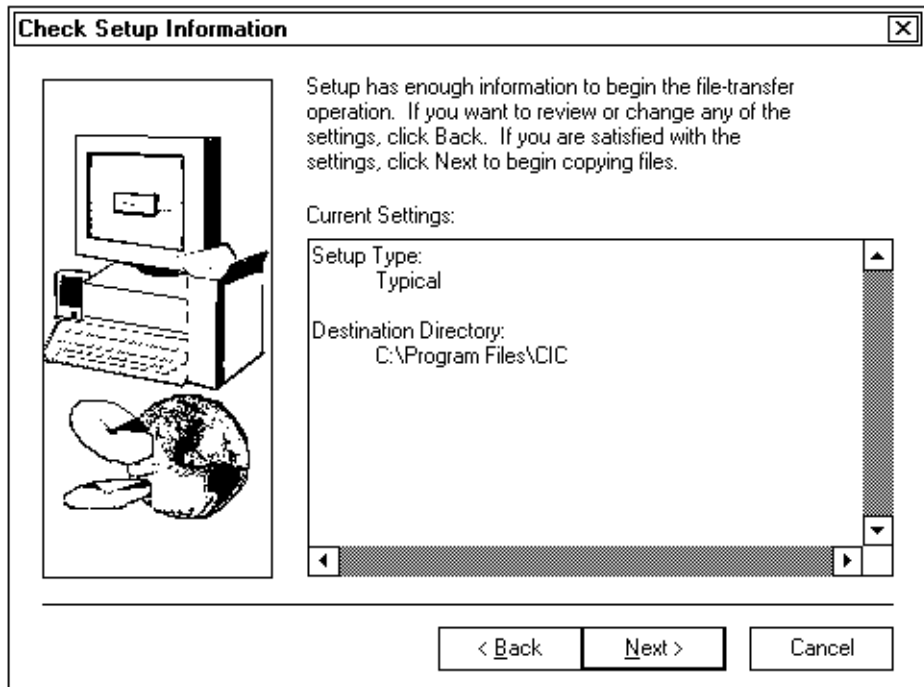 Check Setup Information
Setup has enough information to begin the file-transfer
operation.  If you want to review or change any of the
settings, click Back.  If you are satisfied with the
settings, click Next to begin copying files.
Current Settings:
Setup Type:
Typical
Destination Directory:
C:\Program Files\CIC
< Back
Next >
Cancel